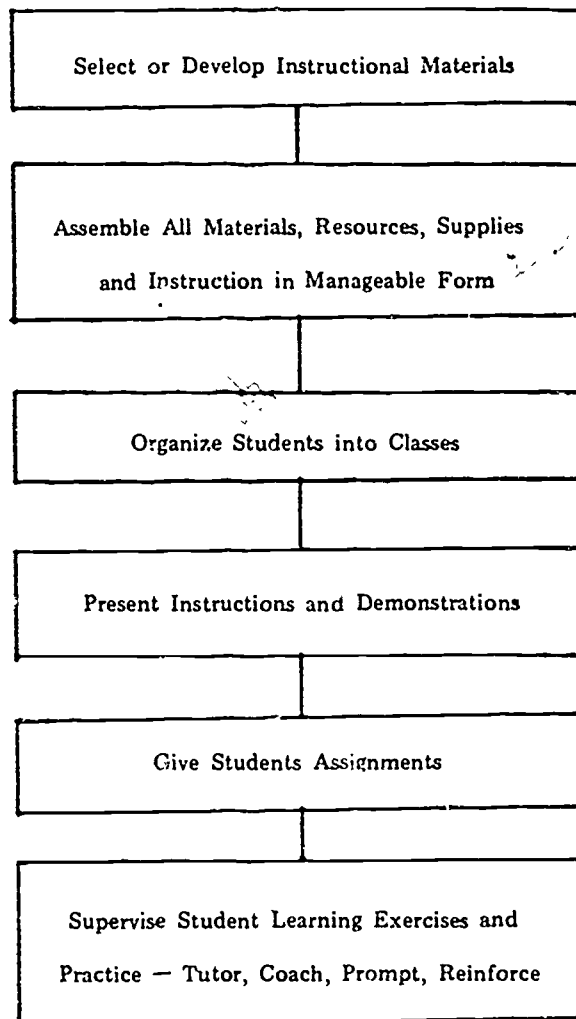 Select or Develop Instructional Materials
Assemble All Materials, Resources, Supplies
and Instruction in Manageable Form
Organize Students into Classes
Present Instructions and Demonstrations
Give Students Assignments
Supervise Student Learning Exercises and
Practice — Tutor, Coach, Prompt, Reinforce